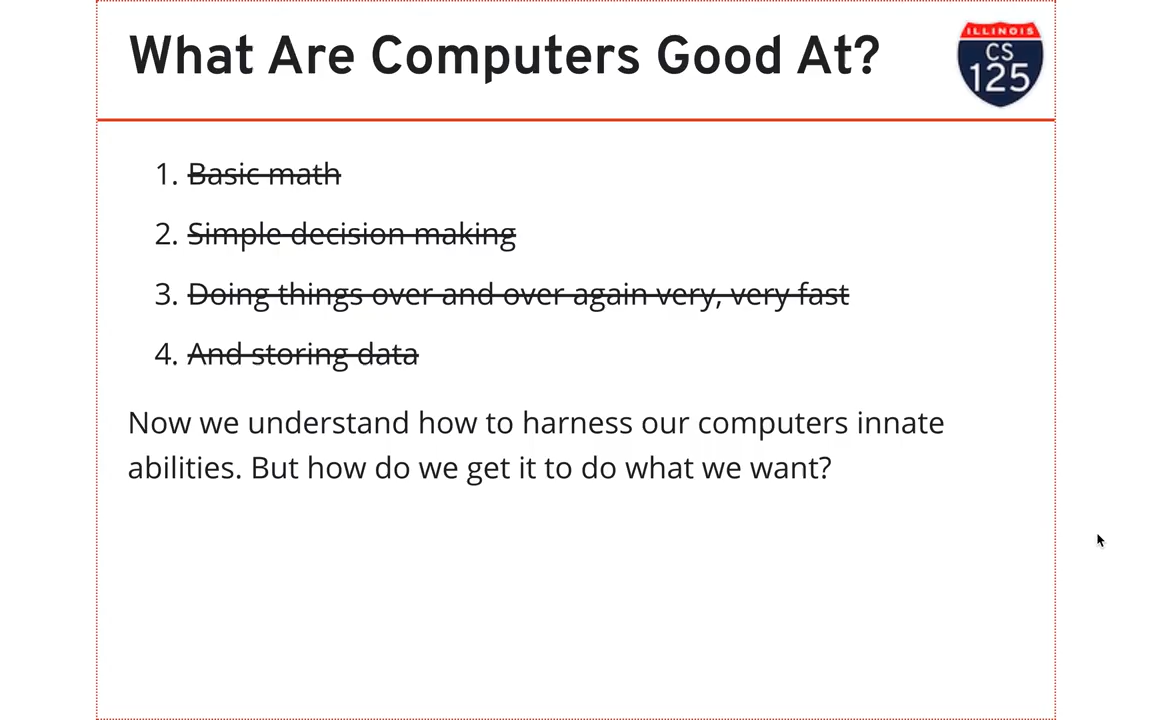 What Are Computers Good At?
ILLINOIS
CS
125
1. Basic math
2. Simple decision making
3. Doing things over and over again very, very fast
4. And storing data
Now we understand how to harness our computers innate
abilities. But how do we get it to do what we want?